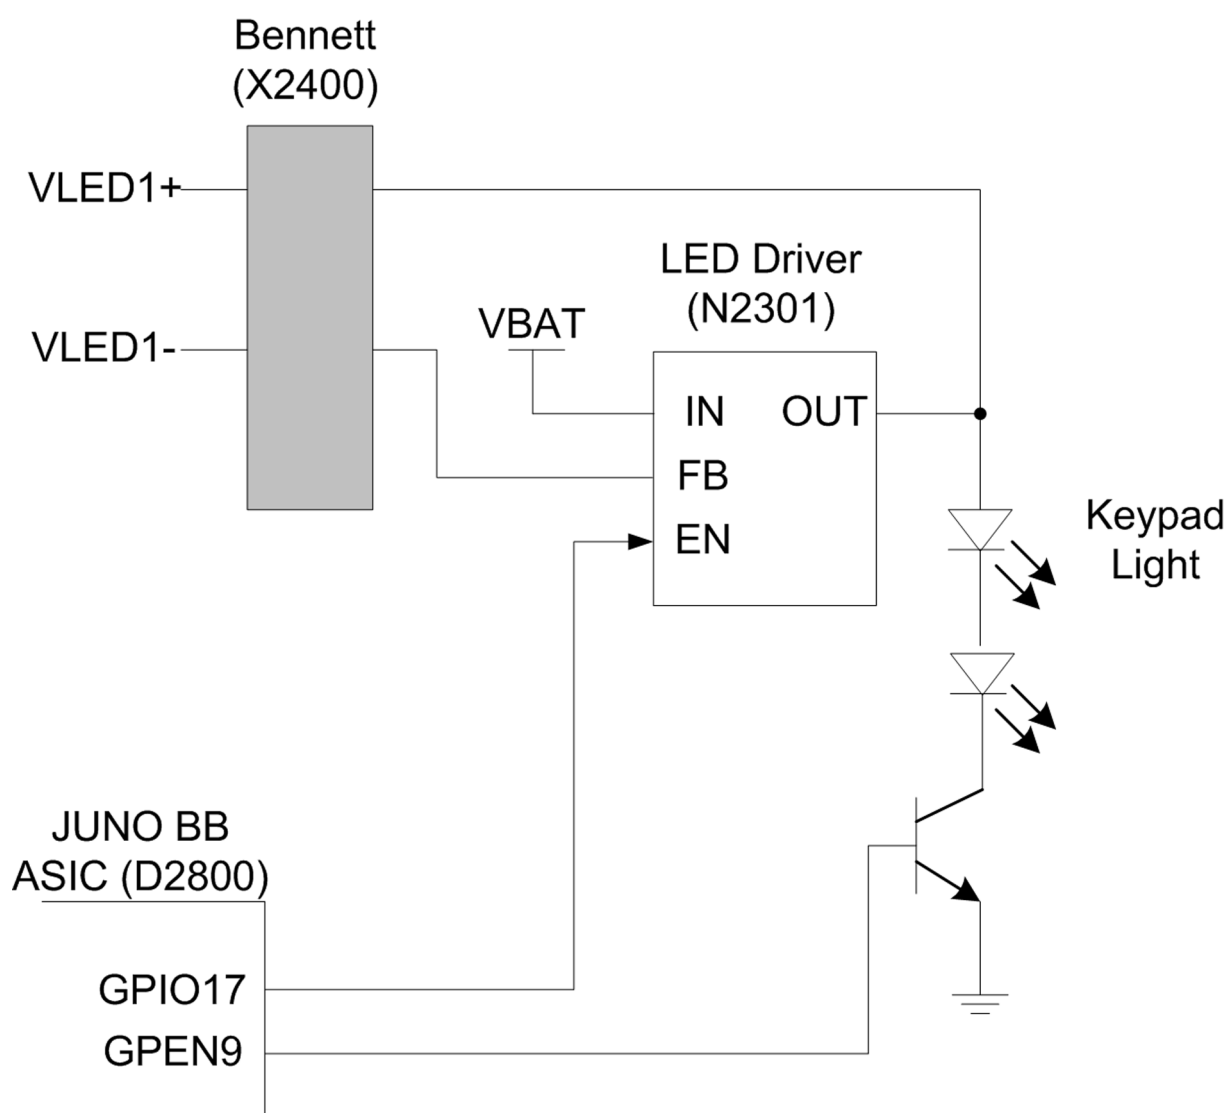 Bennett
(X2400)
VLED1+
LED Driver
(N2301)
VBAT
VLED1-
IN
OUT
FB
EN
Keypad
Light
JUNO BB
ASIC (D2800)
GPIO17
GPEN9